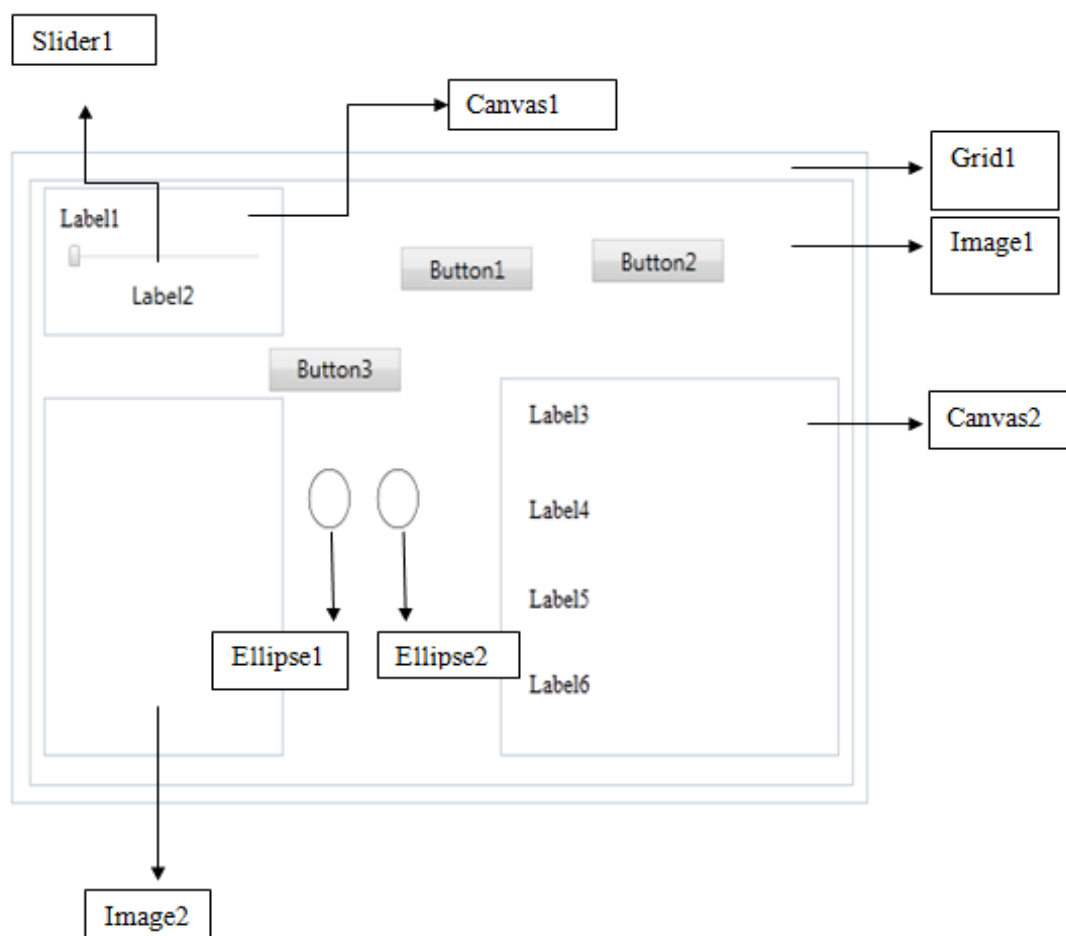 Slider1
Canvas1
Grid1
Label1
Image1
Button1
Button2
Label2
Button3
Label3
Canvas2
Label4
Label5
Ellipse1
Ellipse2
Label6
Image2